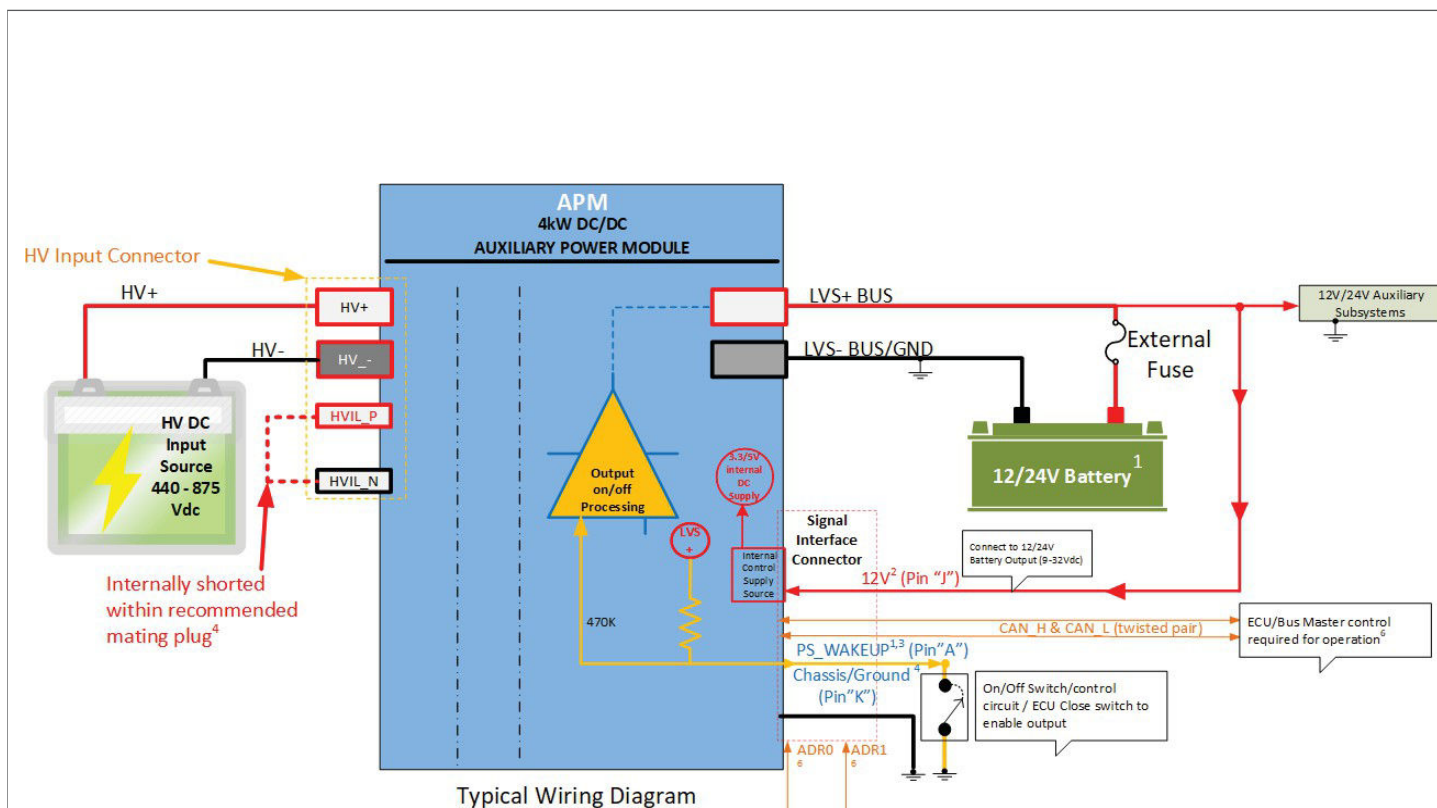 APM
4kW DC/DC
AUXILIARY POWER MODULE
HV Input Connector
HV+
HV+
HV-
HV_-
HVIL_P
HVIL_N
HV DC
Input
Source
440 - 875
Vdc
Internally shorted
within recommended
mating plug4
Output
on/off
Processing
LVS
+
470K
3.3/5V
internal
DC
Supply
Internal
Control
Supply
Source
LVS+ BUS
LVS- BUS/GND
External
Fuse
12V/24V Auxiliary
Subsystems
12/24V Battery1
Signal
Interface
Connector
Connect to 12/24V
Battery Output (9-32Vdc)
12V2 (Pin "J")
CAN_H & CAN_L (twisted pair)
ECU/Bus Master control
required for operation6
PS_WAKEUP1,3 (Pin"A")
Chassis/Ground 4
(Pin"K")
On/Off Switch/control
circuit / ECU Close switch to
enable output
ADR0 ADR1
6 6
Typical Wiring Diagram